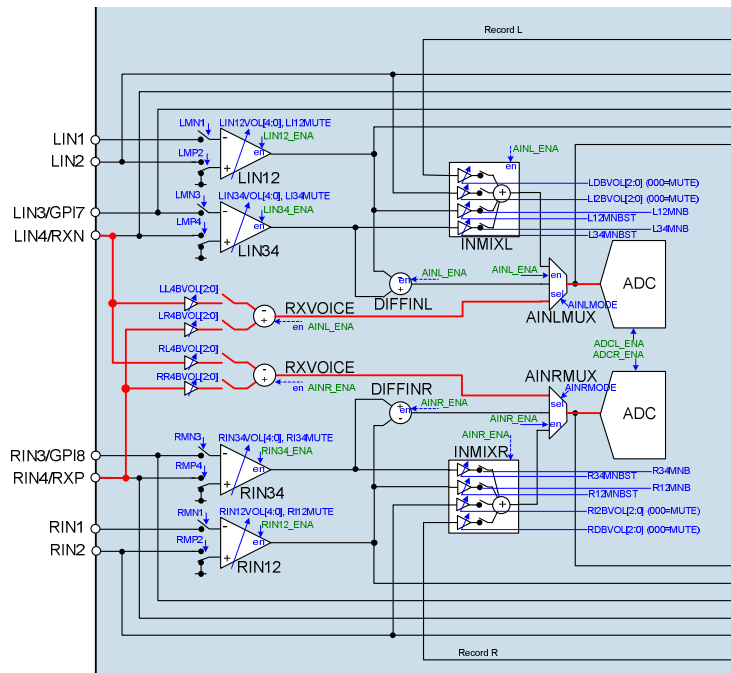 Record L
LIN1
LIN2
LIN3/GPI7
LIN4/RXN
LMN1
LIN12VOL[4:0], LI12MUTE
LIN12_ENA
-
en
LMP2
+
LIN12
LMN3
LIN34VOL[4:0], LI34MUTE
LIN34_ENA
-
en
LMP4
+
LIN34
AINL_ENA
en
+
LDBVOL[2:0] (000=MUTE)
LI2BVOL[2:0] (000=MUTE)
L12MNB
L12MNBST
L34MNB
L34MNBST
INMIXL
AINL_ENA
- en
+
DIFFINL
AINL_ENA
en
sel
AINLMODE
AINLMUX
ADC
LL4BVOL[2:0]
LR4BVOL[2:0]
-
+
RXVOICE
en
AINL_ENA
ADCL_ENA
ADCR_ENA
RL4BVOL[2:0]
RR4BVOL[2:0]
-
+
RXVOICE
en
AINR_ENA
DIFFINR
+
en
-
AINR_ENA
AINRMUX
AINRMODE
sel
en
AINR_ENA
ADC
AINR_ENA
en
INMIXR
+
R34MNB
R34MNBST
R12MNB
R12MNBST
RI2BVOL[2:0] (000=MUTE)
RDBVOL[2:0] (000=MUTE)
RIN3/GPI8
RIN4/RXP
RIN1
RIN2
RMN3
RIN34VOL[4:0], RI34MUTE
RIN34_ENA
-
en
RMP4
+
RIN34
RMN1
RIN12VOL[4:0], RI12MUTE
RIN12_ENA
-
en
RMP2
+
RIN12
Record R